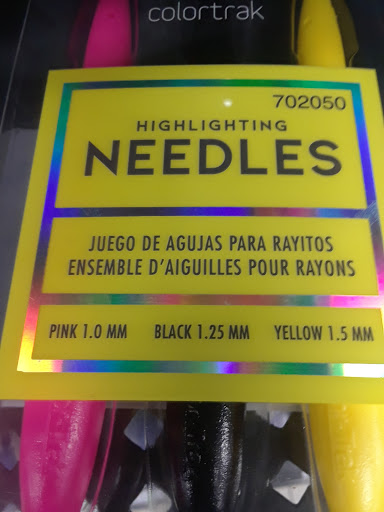 colortrak
702050
HIGHLIGHTING
NEEDLES
JUEGO DE AGUJAS PARA RAYITOS
ENSEMBLE D'AIGUILLES POUR RAYONS
PINK 1.0 MM BLACK 1.25 MM YELLOW 1.5 MM